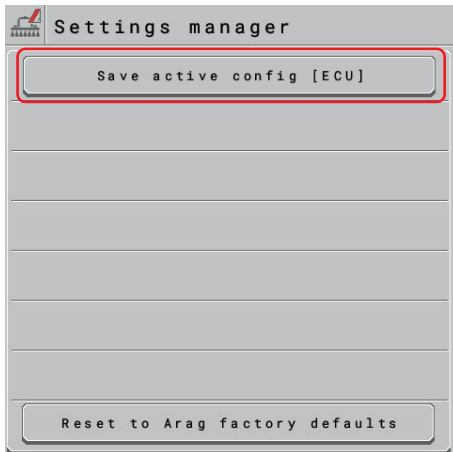 Settings manager
Save active config [ECU]
Reset to Arag factory defaults